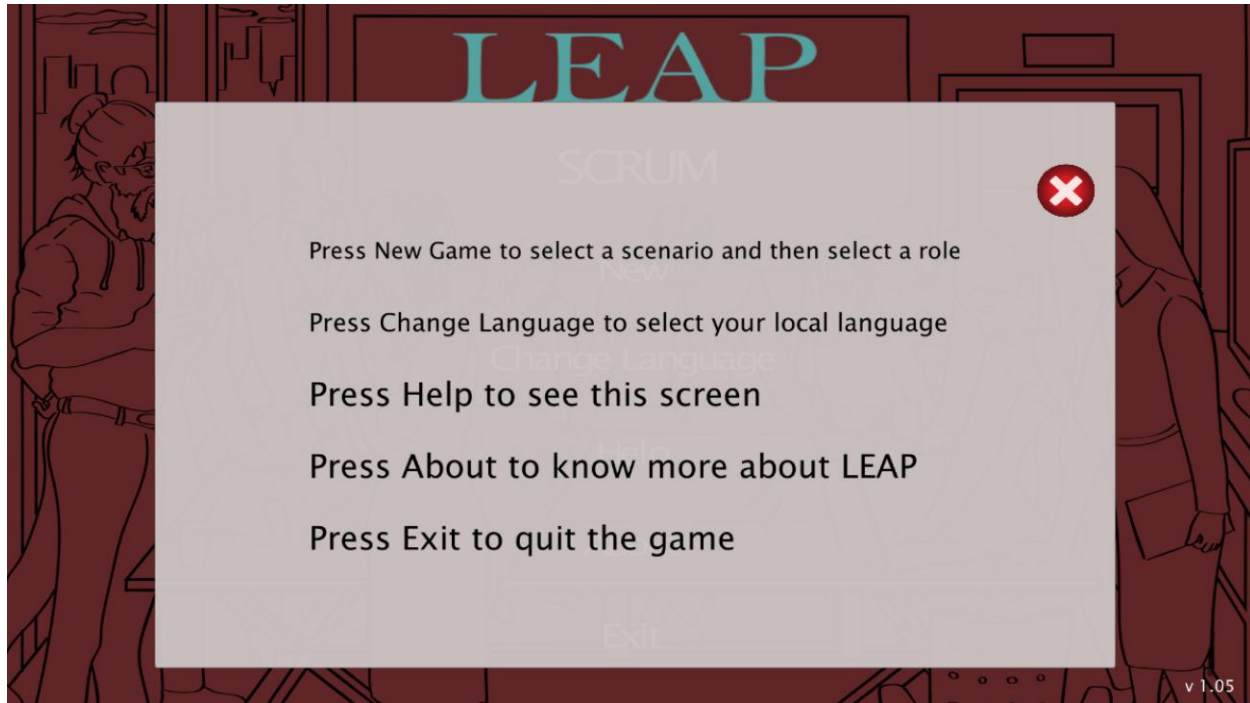 LEAP
SCRUM
Press New Game to select a scenario and then select a role
New
Press Change Language to select your local language
Change Language
Press Help to see this screen
Help
Press About to know more about LEAP
Press Exit to quit the game
Exit
v 1.05